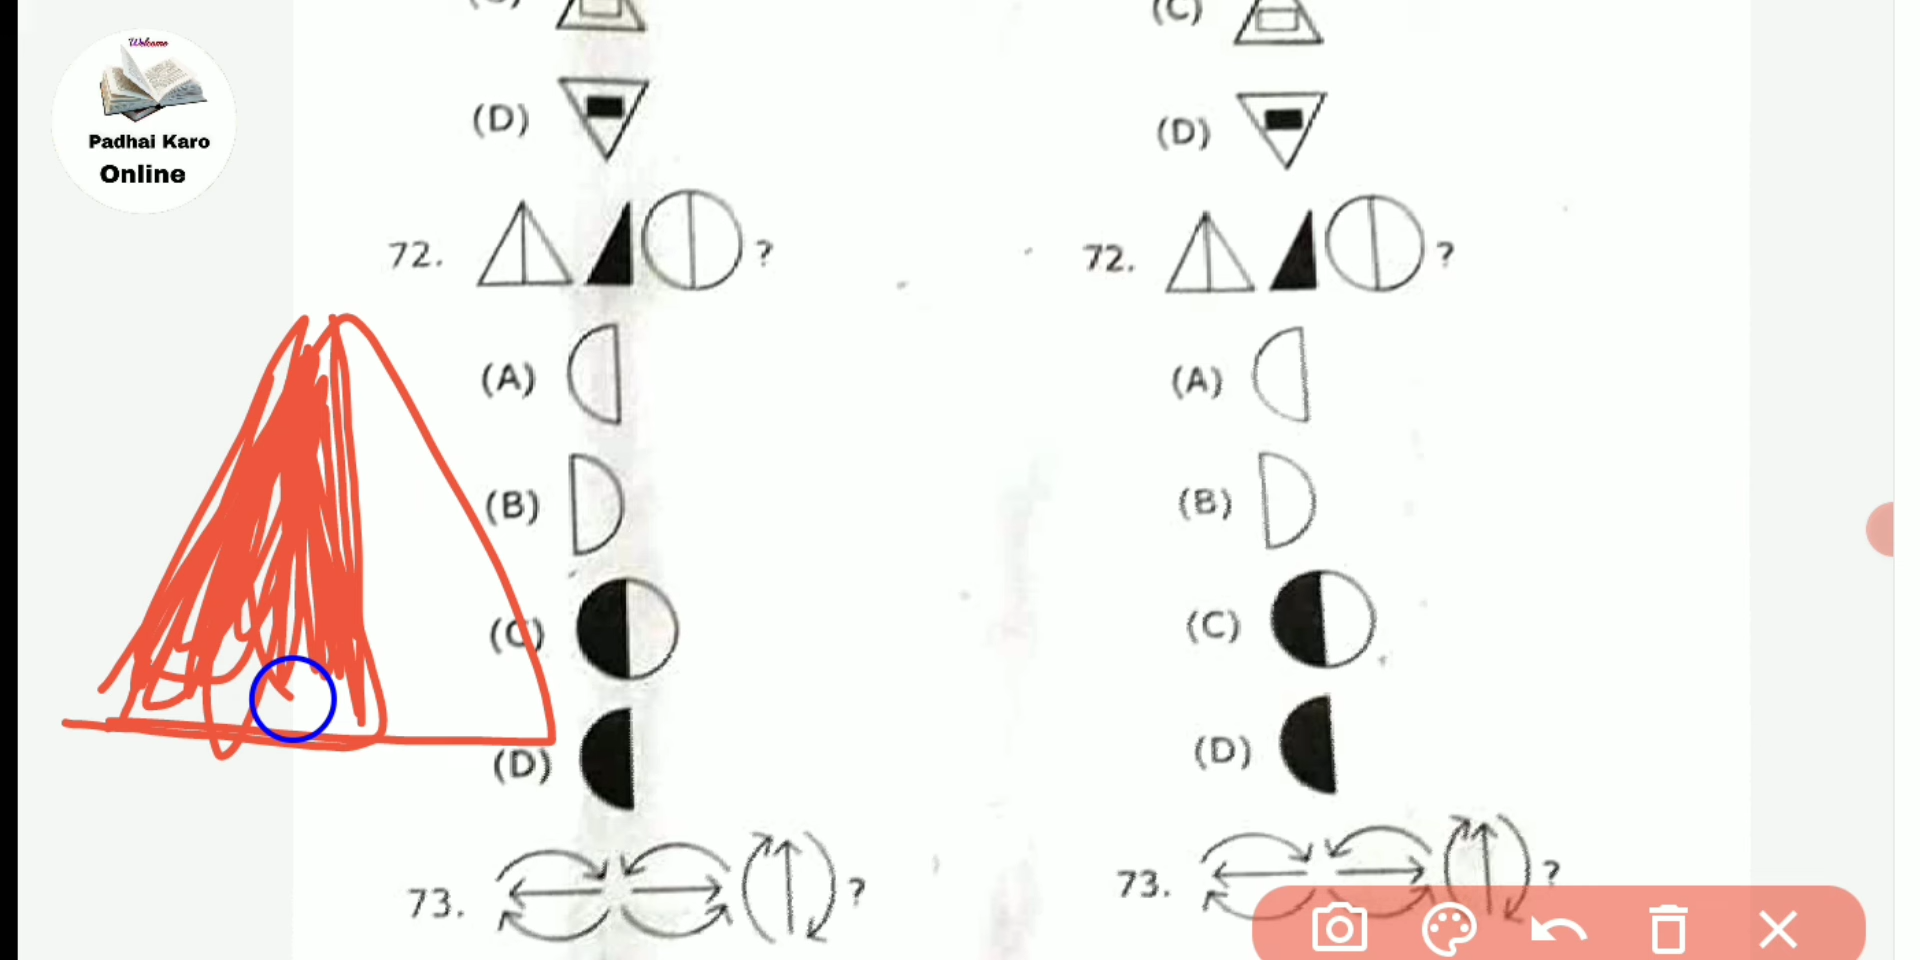 Welcome
Padhai Karo
Online
(D)
72. ?
(A)
(B)
(C)
(D)
73. ?
(C)
(D)
72. ?
(A)
(B)
(C)
(D)
73. ?